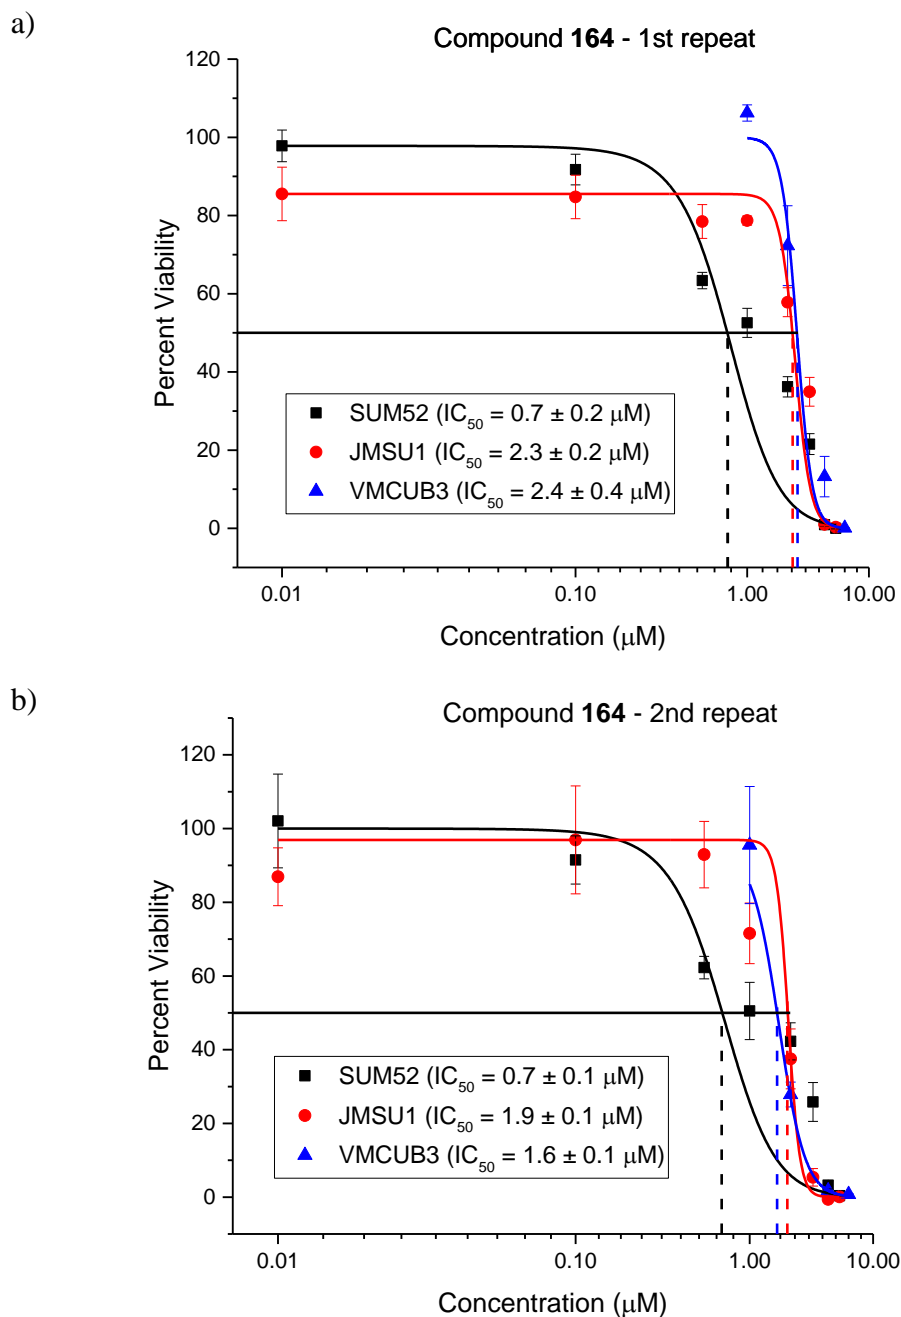 a)
Compound 164 - 1st repeat
120
100
80
60
40
20
0
Percent Viability
SUM52 (IC50 = 0.7 ± 0.2 μM)
JMSU1 (IC50 = 2.3 ± 0.2 μM)
VMCUB3 (IC50 = 2.4 ± 0.4 μM)
0.01 0.10 1.00 10.00
Concentration (μM)
b)
Compound 164 - 2nd repeat
120
100
80
60
40
20
0
Percent Viability
SUM52 (IC50 = 0.7 ± 0.1 μM)
JMSU1 (IC50 = 1.9 ± 0.1 μM)
VMCUB3 (IC50 = 1.6 ± 0.1 μM)
0.01 0.10 1.00 10.00
Concentration (μM)